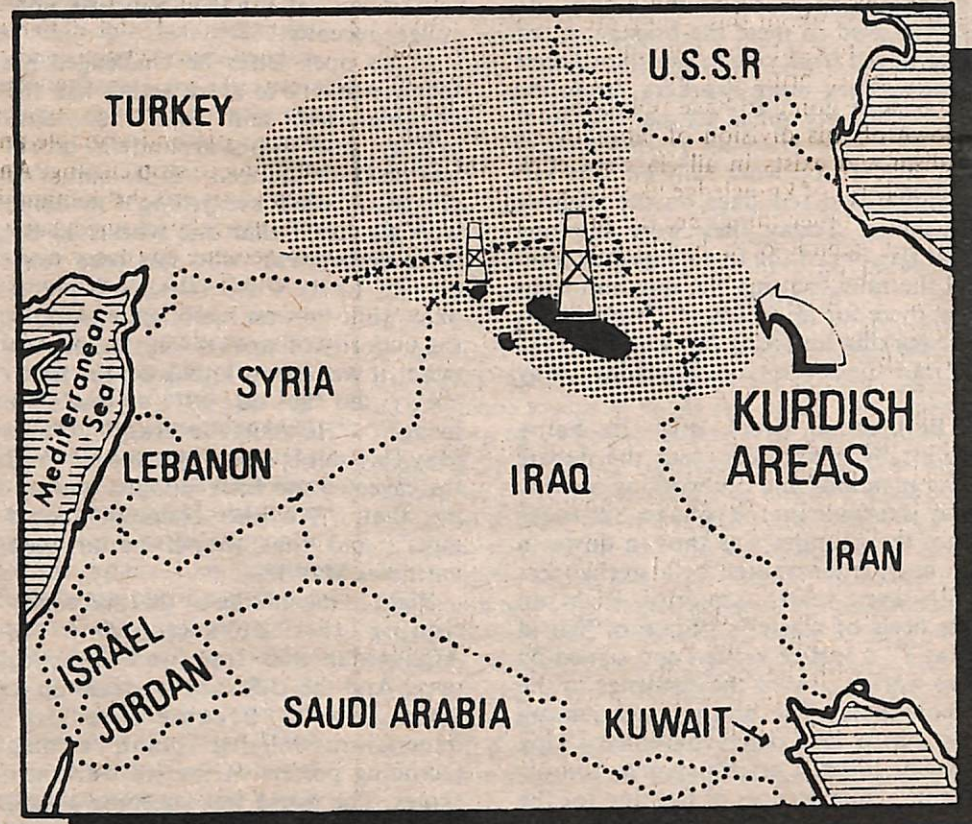 U.S.S.R
TURKEY
Mediterranean
Sea
SYRIA
KURDISH
AREAS
LEBANON
IRAQ
IRAN
ISRAEL
JORDAN
SAUDI ARABIA
KUWAIT